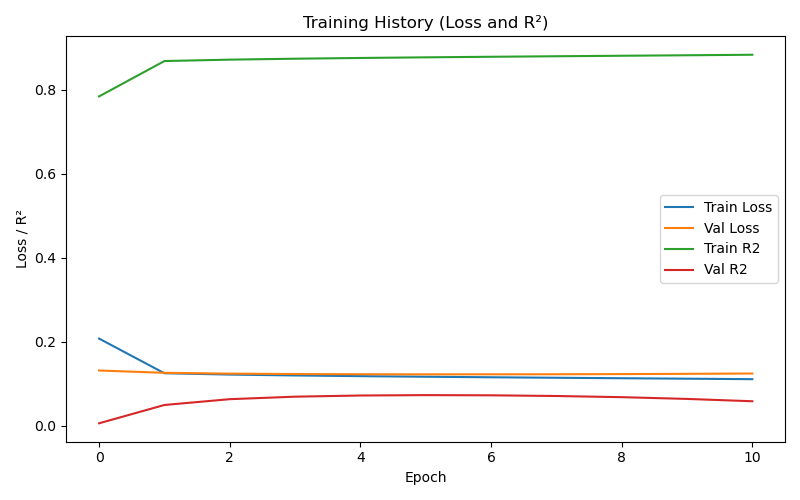 Training History (Loss and R²)
Loss / R²
0.8
0.6
0.4
0.2
0.0
Train Loss
Val Loss
Train R2
Val R2
0 2 4 6 8 10
Epoch